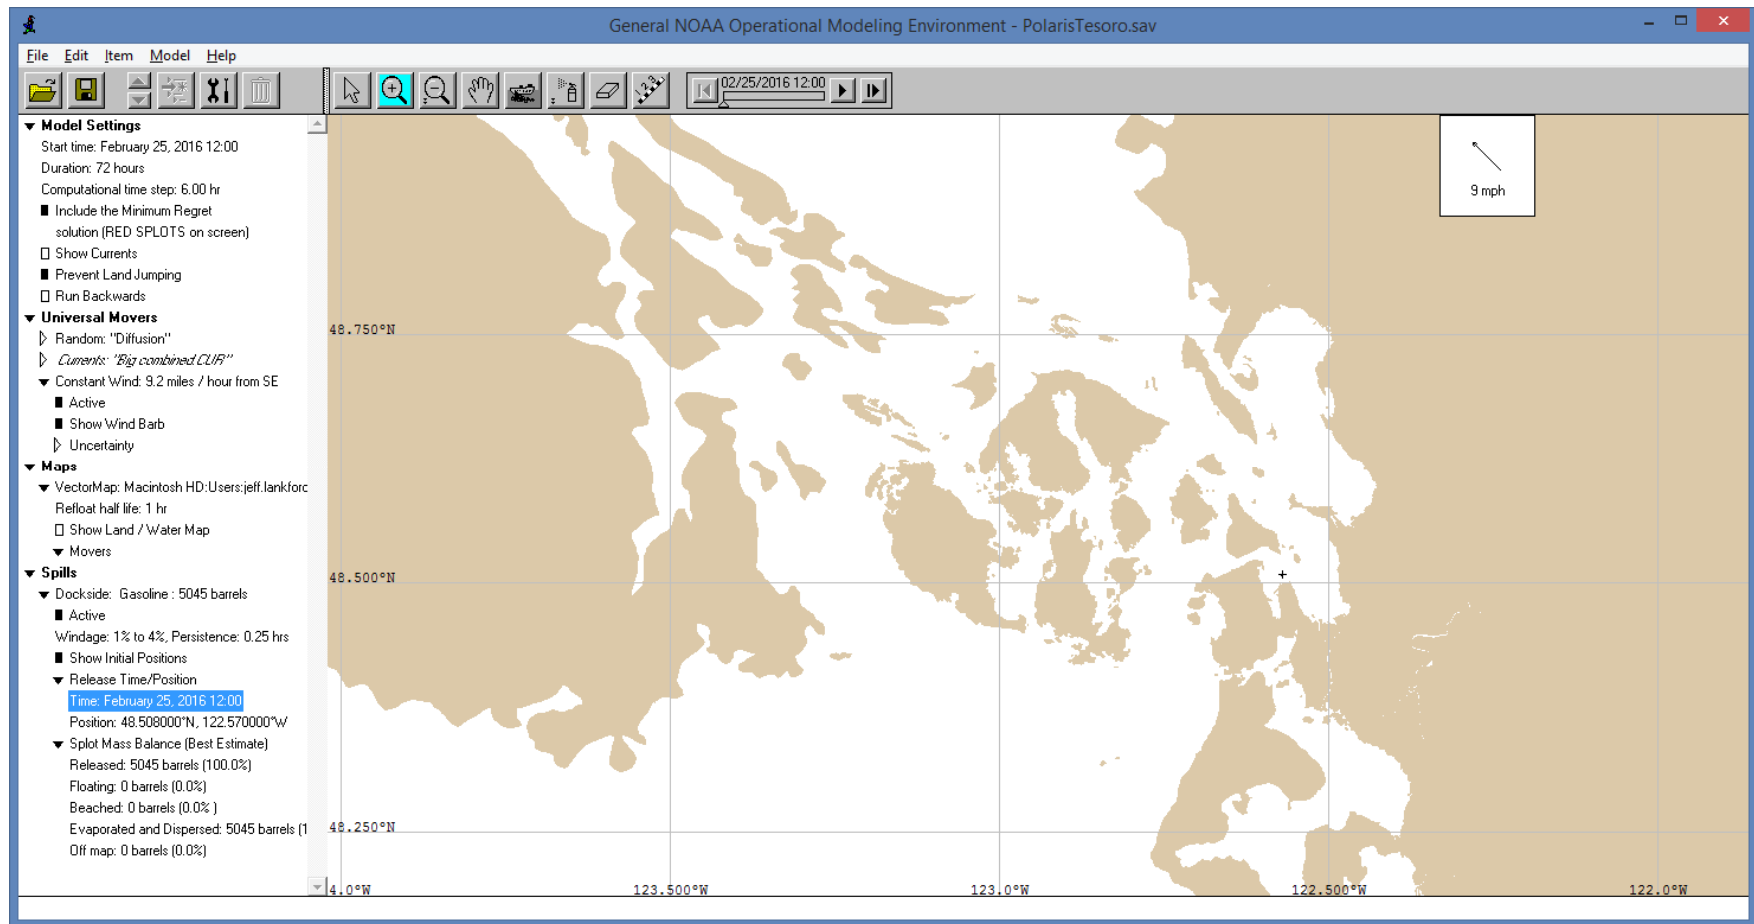 General NOAA Operational Modeling Environment - PolarisTesoro.sav
File Edit Item Model Help
02/25/2016 12:00
Model Settings
Start time: February 25, 2016 12:00
Duration: 72 hours
Computational time step: 6.00 hr
Include the Minimum Regret
solution (RED SPLOTS on screen)
Show Currents
Prevent Land Jumping
Run Backwards
Universal Movers
Random: "Diffusion"
Currents: "Big combined.CUR"
Constant Wind: 9.2 miles / hour from SE
Active
Show Wind Barb
Uncertainty
Maps
VectorMap: Macintosh HD:Users:jeff.lankford
Refloat half life: 1 hr
Show Land / Water Map
Movers
Spills
Dockside: Gasoline : 5045 barrels
Active
Windage: 1% to 4%, Persistence: 0.25 hrs
Show Initial Positions
Release Time/Position
Time: February 25, 2016 12:00
Position: 48.508000°N, 122.570000°W
Splot Mass Balance (Best Estimate)
Released: 5045 barrels (100.0%)
Floating: 0 barrels (0.0%)
Beached: 0 barrels (0.0% )
Evaporated and Dispersed: 5045 barrels (1
Off map: 0 barrels (0.0%)
9 mph
48.750°N
48.500°N
48.250°N
4.0°W 123.500°W 123.0°W 122.500°W 122.0°W